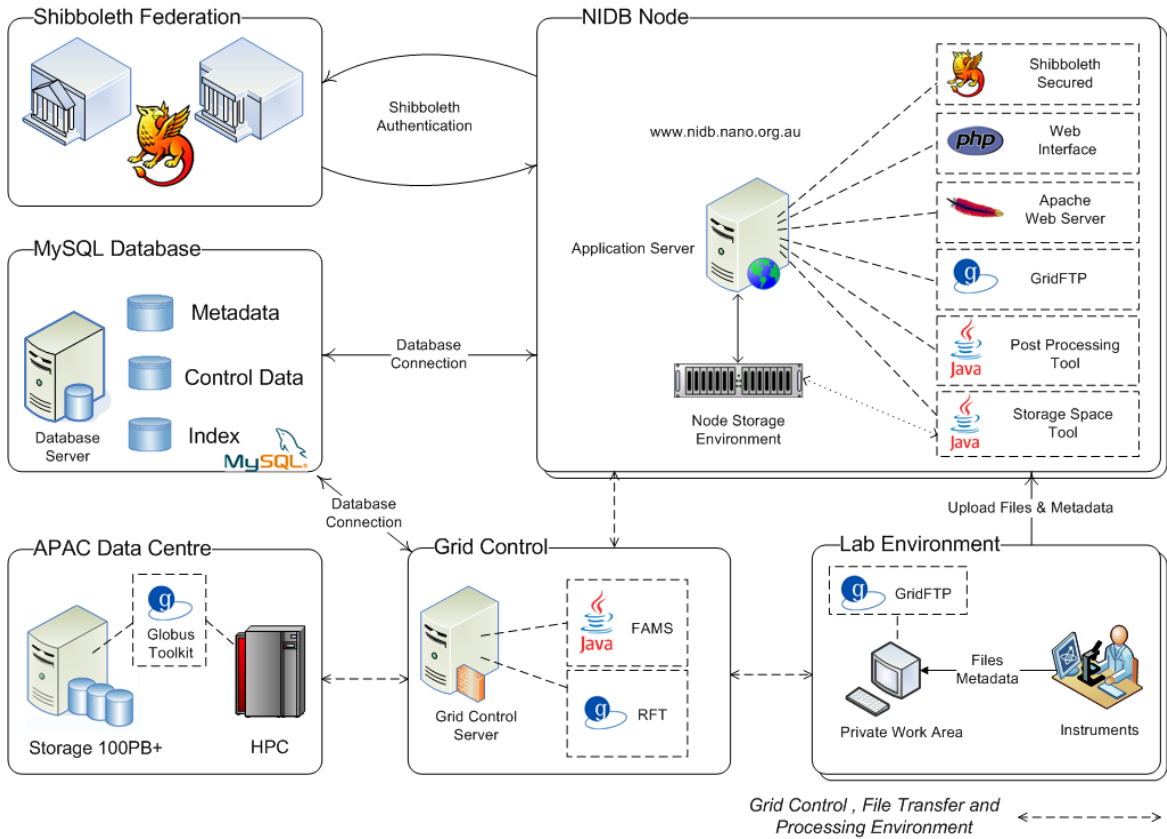 Shibboleth Federation
Shibboleth
Authentication
NIDB Node
www.nidb.nano.org.au
Application Server
Node Storage
Environment
Shibboleth
Secured
php
Web
Interface
Apache
Web Server
g
GridFTP
Java
Post Processing
Tool
Java
Storage Space
Tool
MySQL Database
Metadata
Control Data
Index
Database
Server
MySQL®
Database
Connection
Database
Connection
Upload Files & Metadata
APAC Data Centre
g
Globus
Toolkit
Storage 100PB+
HPC
Grid Control
Java
FAMS
g
RFT
Grid Control
Server
Lab Environment
g
GridFTP
Files
Metadata
Private Work Area
Instruments
Grid Control , File Transfer and
Processing Environment